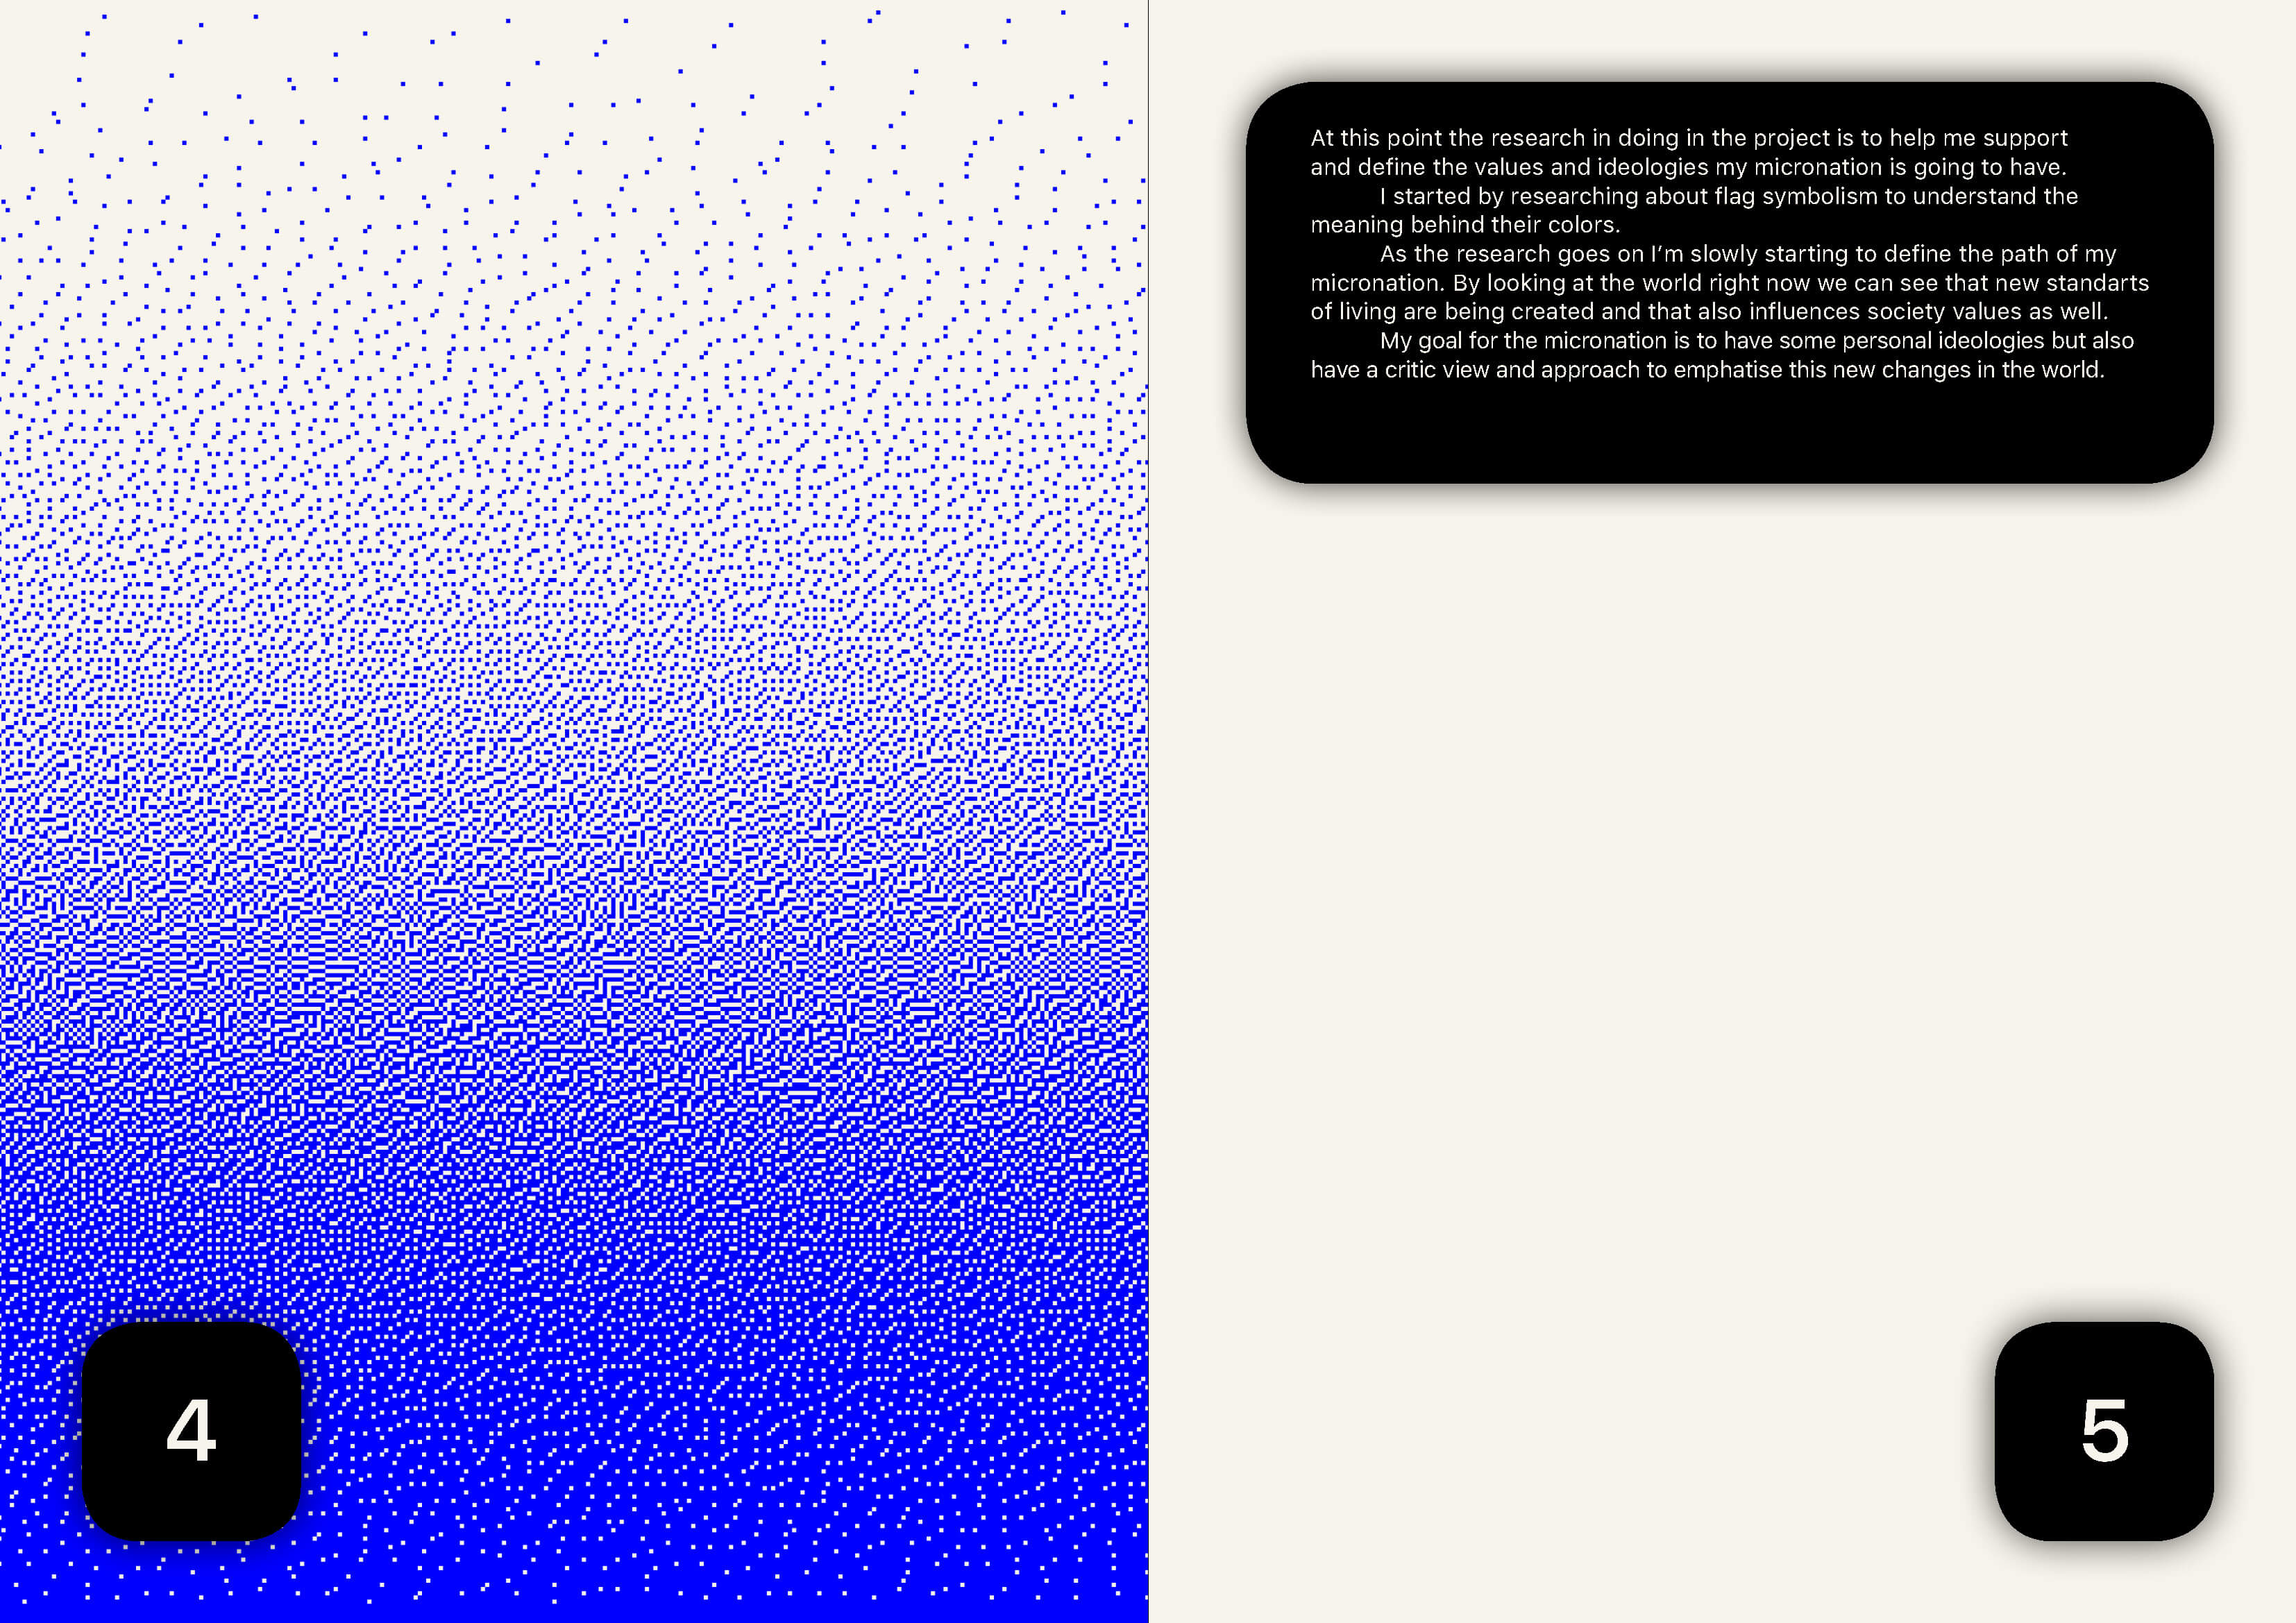 At this point the research in doing in the project is to help me support
and define the values and ideologies my micronation is going to have.
I started by researching about flag symbolism to understand the
meaning behind their colors.
As the research goes on I'm slowly starting to define the path of my
micronation. By looking at the world right now we can see that new standarts
of living are being created and that also influences society values as well.
My goal for the micronation is to have some personal ideologies but also
have a critic view and approach to emphatise this new changes in the world.
4
5